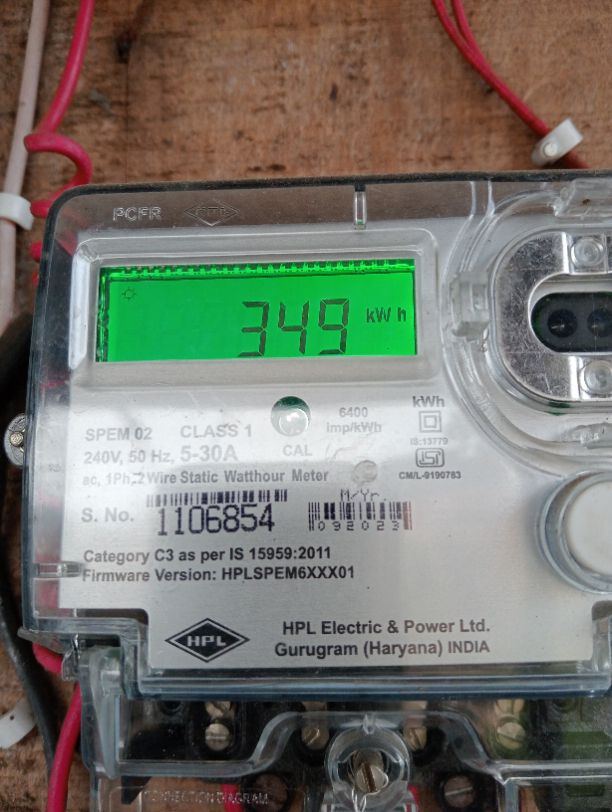 PCFR
349 kWh
SPEM 02 CLASS 1
6400
imp/kWh
kWh
240V, 50 Hz, 5-30A
CAL
IS:13779
ac, 1Ph, 2 Wire Static Watthour Meter
CM/L-9190783
M/Yr.
S. No. 1106854
092023
Category C3 as per IS 15959:2011
Firmware Version: HPLSPEM6XXX01
HPL
HPL Electric & Power Ltd.
Gurugram (Haryana) INDIA
CONNECTION DIAGRAM